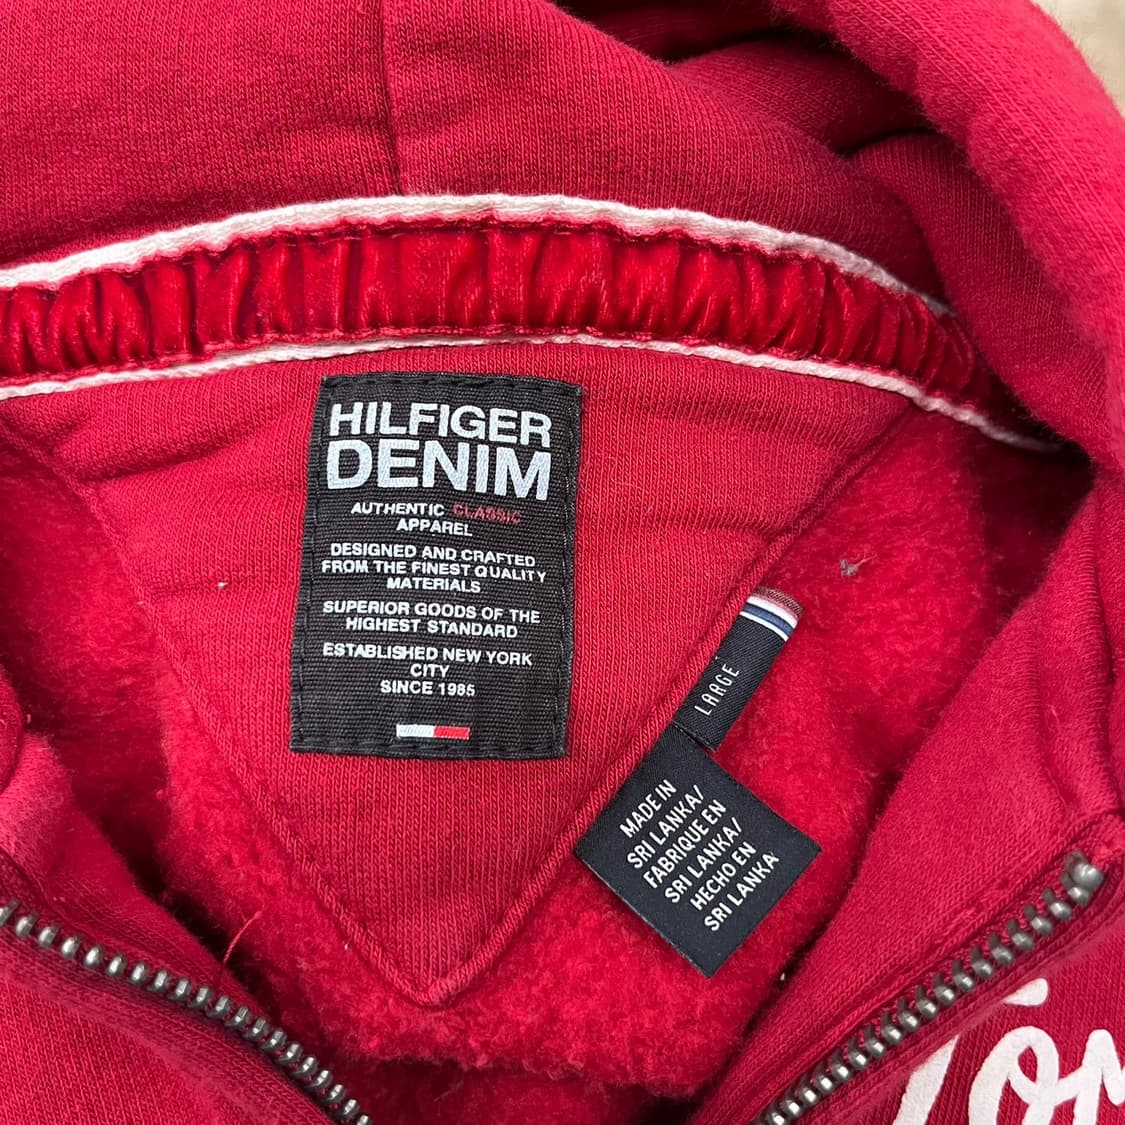 HILFIGER
DENIM
AUTHENTIC CLASSIC
APPAREL
DESIGNED AND CRAFTED
FROM THE FINEST QUALITY
MATERIALS
SUPERIOR GOODS OF THE
HIGHEST STANDARD
ESTABLISHED NEW YORK
CITY
SINCE 1985
LARGE
MADE IN
SRI LANKA/
FABRIQUE EN
SRI LANKA/
HECHO EN
SRI LANKA